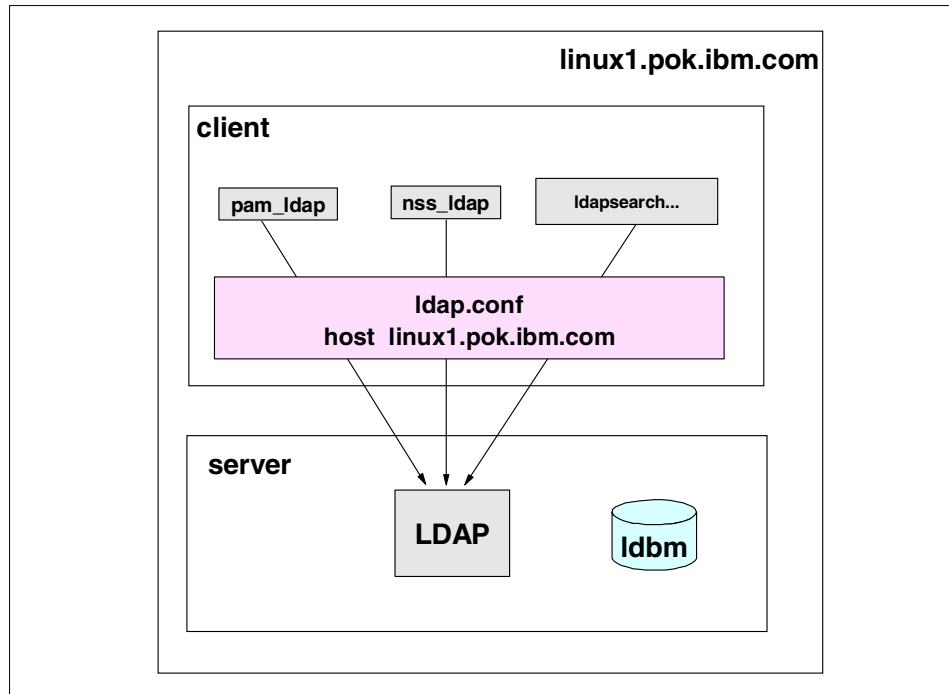 linux1.pok.ibm.com
client
pam_ldap
nss_ldap
ldapsearch...
ldap.conf
host linux1.pok.ibm.com
server
LDAP
ldbm